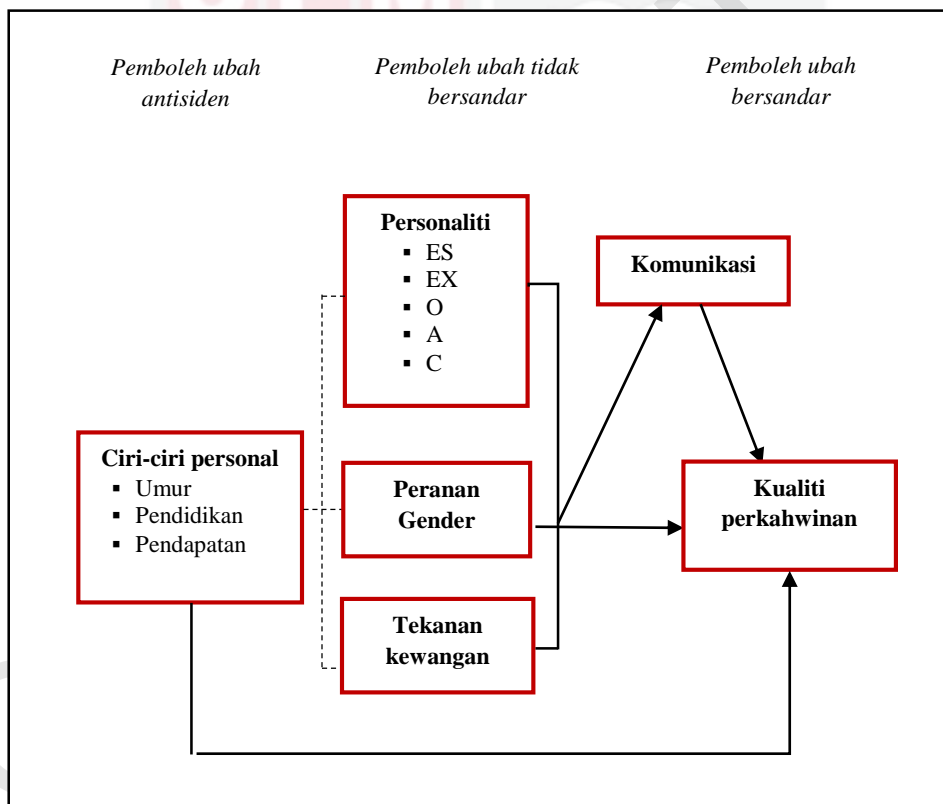 Pemboleh ubah
antisiden
Pemboleh ubah tidak
bersandar
Pemboleh ubah
bersandar
Personaliti
▪ ES
▪ EX
▪ O
▪ A
▪ C
Komunikasi
Ciri-ciri personal
▪ Umur
▪ Pendidikan
▪ Pendapatan
Peranan
Gender
Kualiti
perkahwinan
Tekanan
kewangan